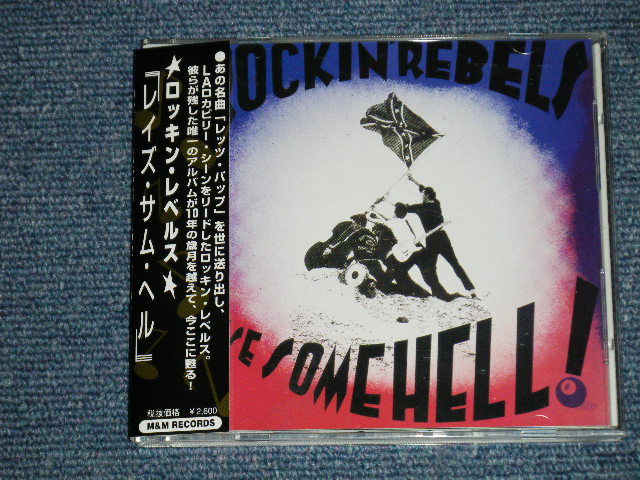 ●あの名曲「レッツ・バップ」を世に送り出し、
LAロカビリー・シーンをリードしたロッキン・レベルス。
彼らが残した唯一のアルバムが10年の歳月を越えて、今ここに甦る!
★ロッキン・レベルス★
『レイズ・サム・ヘル』
税抜価格 ¥2,600
M&M RECORDS
OCKIN' REBELS
SE SOME HELL!